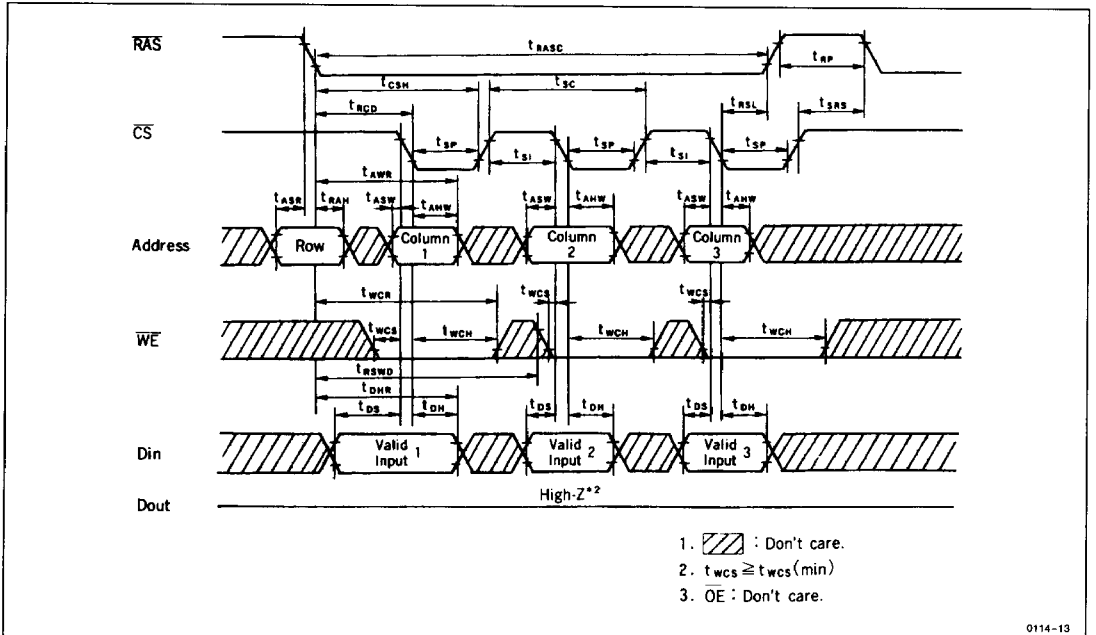 RAS
tRASC
tRP
tCSH
tSC
tRCD
tRSL
tSRS
CS
tSP
tSP
tSP
tSI
tSI
tAWR
tASR
tRAH
tASW
tAHW
tASW
tAHW
tASW
tAHW
Address
Row
Column 1
Column 2
Column 3
tWCR
tWCS
tWCS
WE
tWCS
tWCH
tWCH
tWCH
tRSWD
tDHR
tDS
tDH
tDS
tDH
tDS
tDH
Din
Valid Input 1
Valid Input 2
Valid Input 3
Dout
High-Z*2
1. : Don't care.
2. tWCS ≧ tWCS(min)
3. OE : Don't care.
0114-13